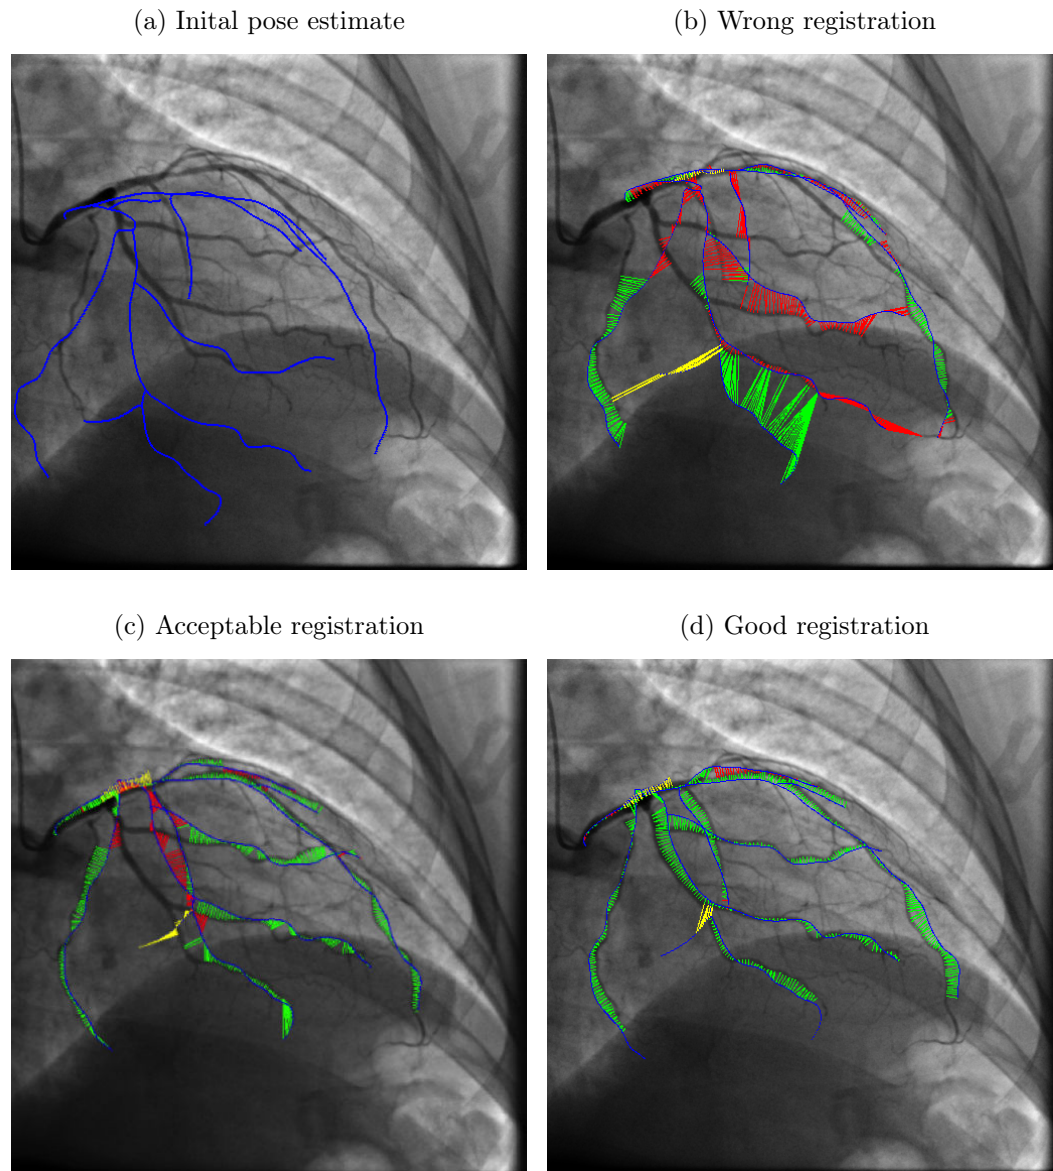 (a) Inital pose estimate
(b) Wrong registration
(c) Acceptable registration
(d) Good registration